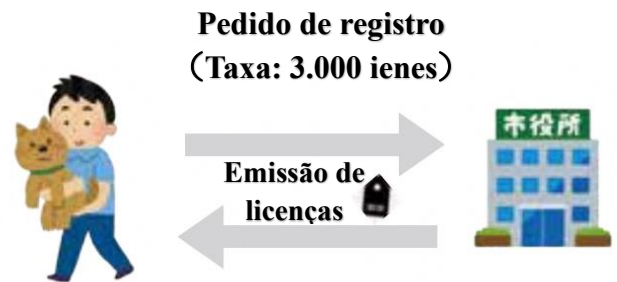 Pedido de registro
（Taxa: 3.000 ienes）
市役所
Emissão de
licenças